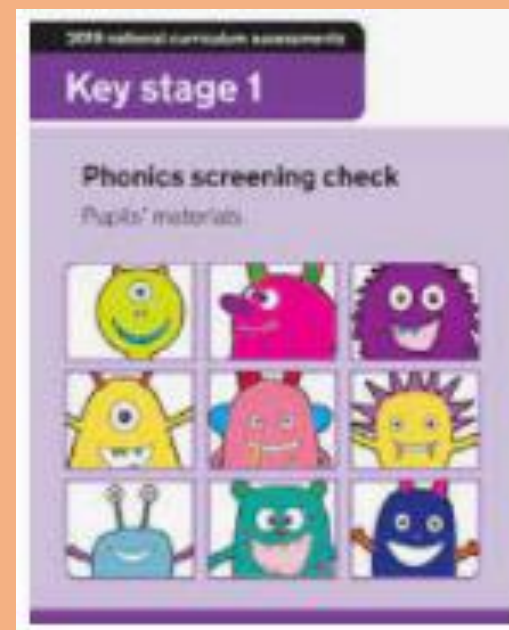 national curriculum assessments
Key stage 1
Phonics screening check
Pupils' materials